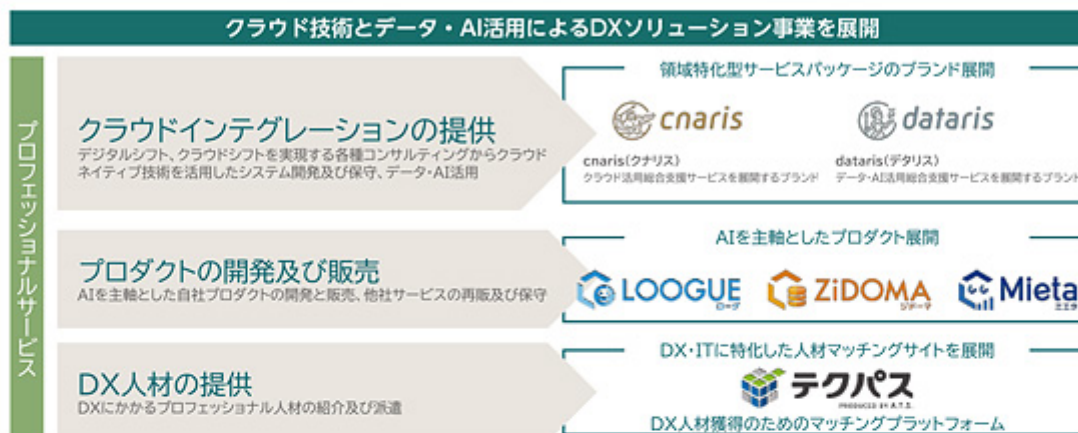 クラウド技術とデータ・AI活用によるDXソリューション事業を展開
プロフェッショナルサービス
クラウドインテグレーションの提供
デジタルシフト、クラウドシフトを実現する各種コンサルティングからクラウド
ネイティブ技術を活用したシステム開発及び保守、データ・AI活用
領域特化型サービスパッケージのブランド展開
cnaris
dataris
cnaris(クナリス)
クラウド活用総合支援サービスを展開するブランド
dataris(デタリス)
データ・AI活用総合支援サービスを展開するブランド
プロダクトの開発及び販売
AIを主軸とした自社プロダクトの開発と販売、他社サービスの再販及び保守
AIを主軸としたプロダクト展開
LOOGUE
ローグ
ZiDOMA
ジドーマ
Mieta
ミエタ
DX人材の提供
DXにかかるプロフェッショナル人材の紹介及び派遣
DX・ITに特化した人材マッチングサイトを展開
テクパス
PRODUCED BY A.T.S.
DX人材獲得のためのマッチングプラットフォーム